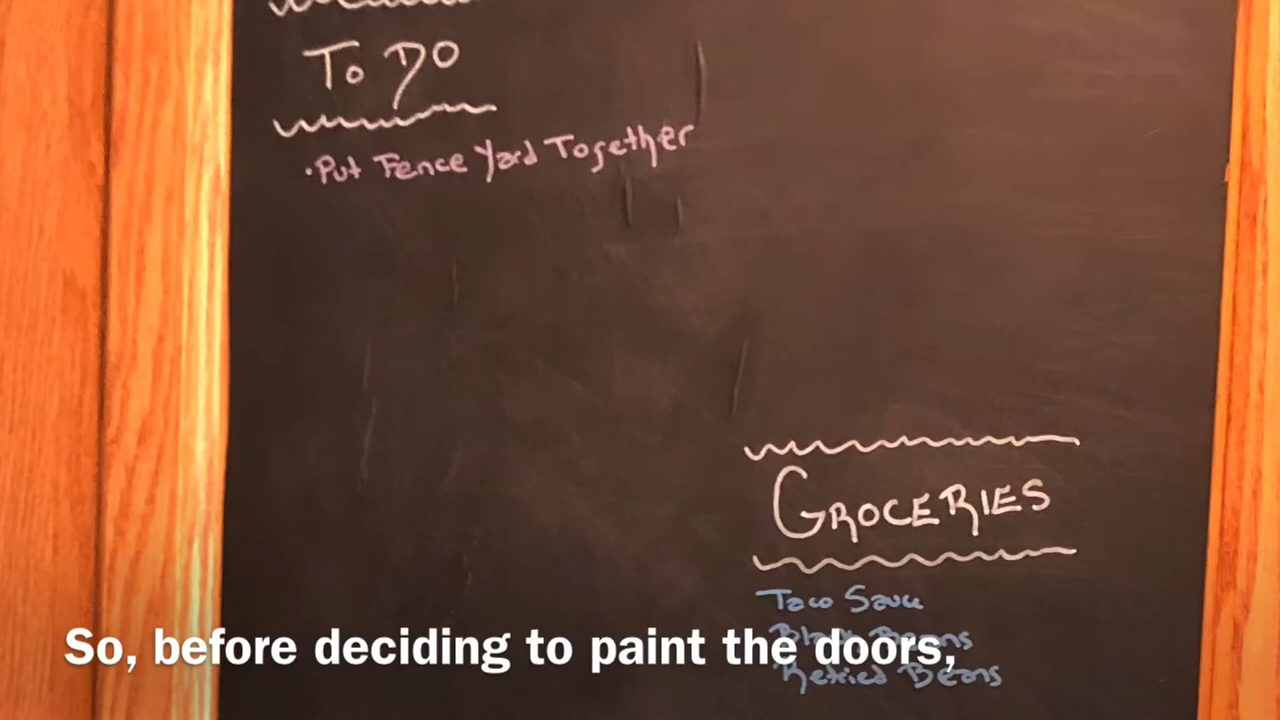 To Do
• Put Fence Yard Together
GROCERIES
Taco Sauce
Black Beans
Refried Beans
So, before deciding to paint the doors,